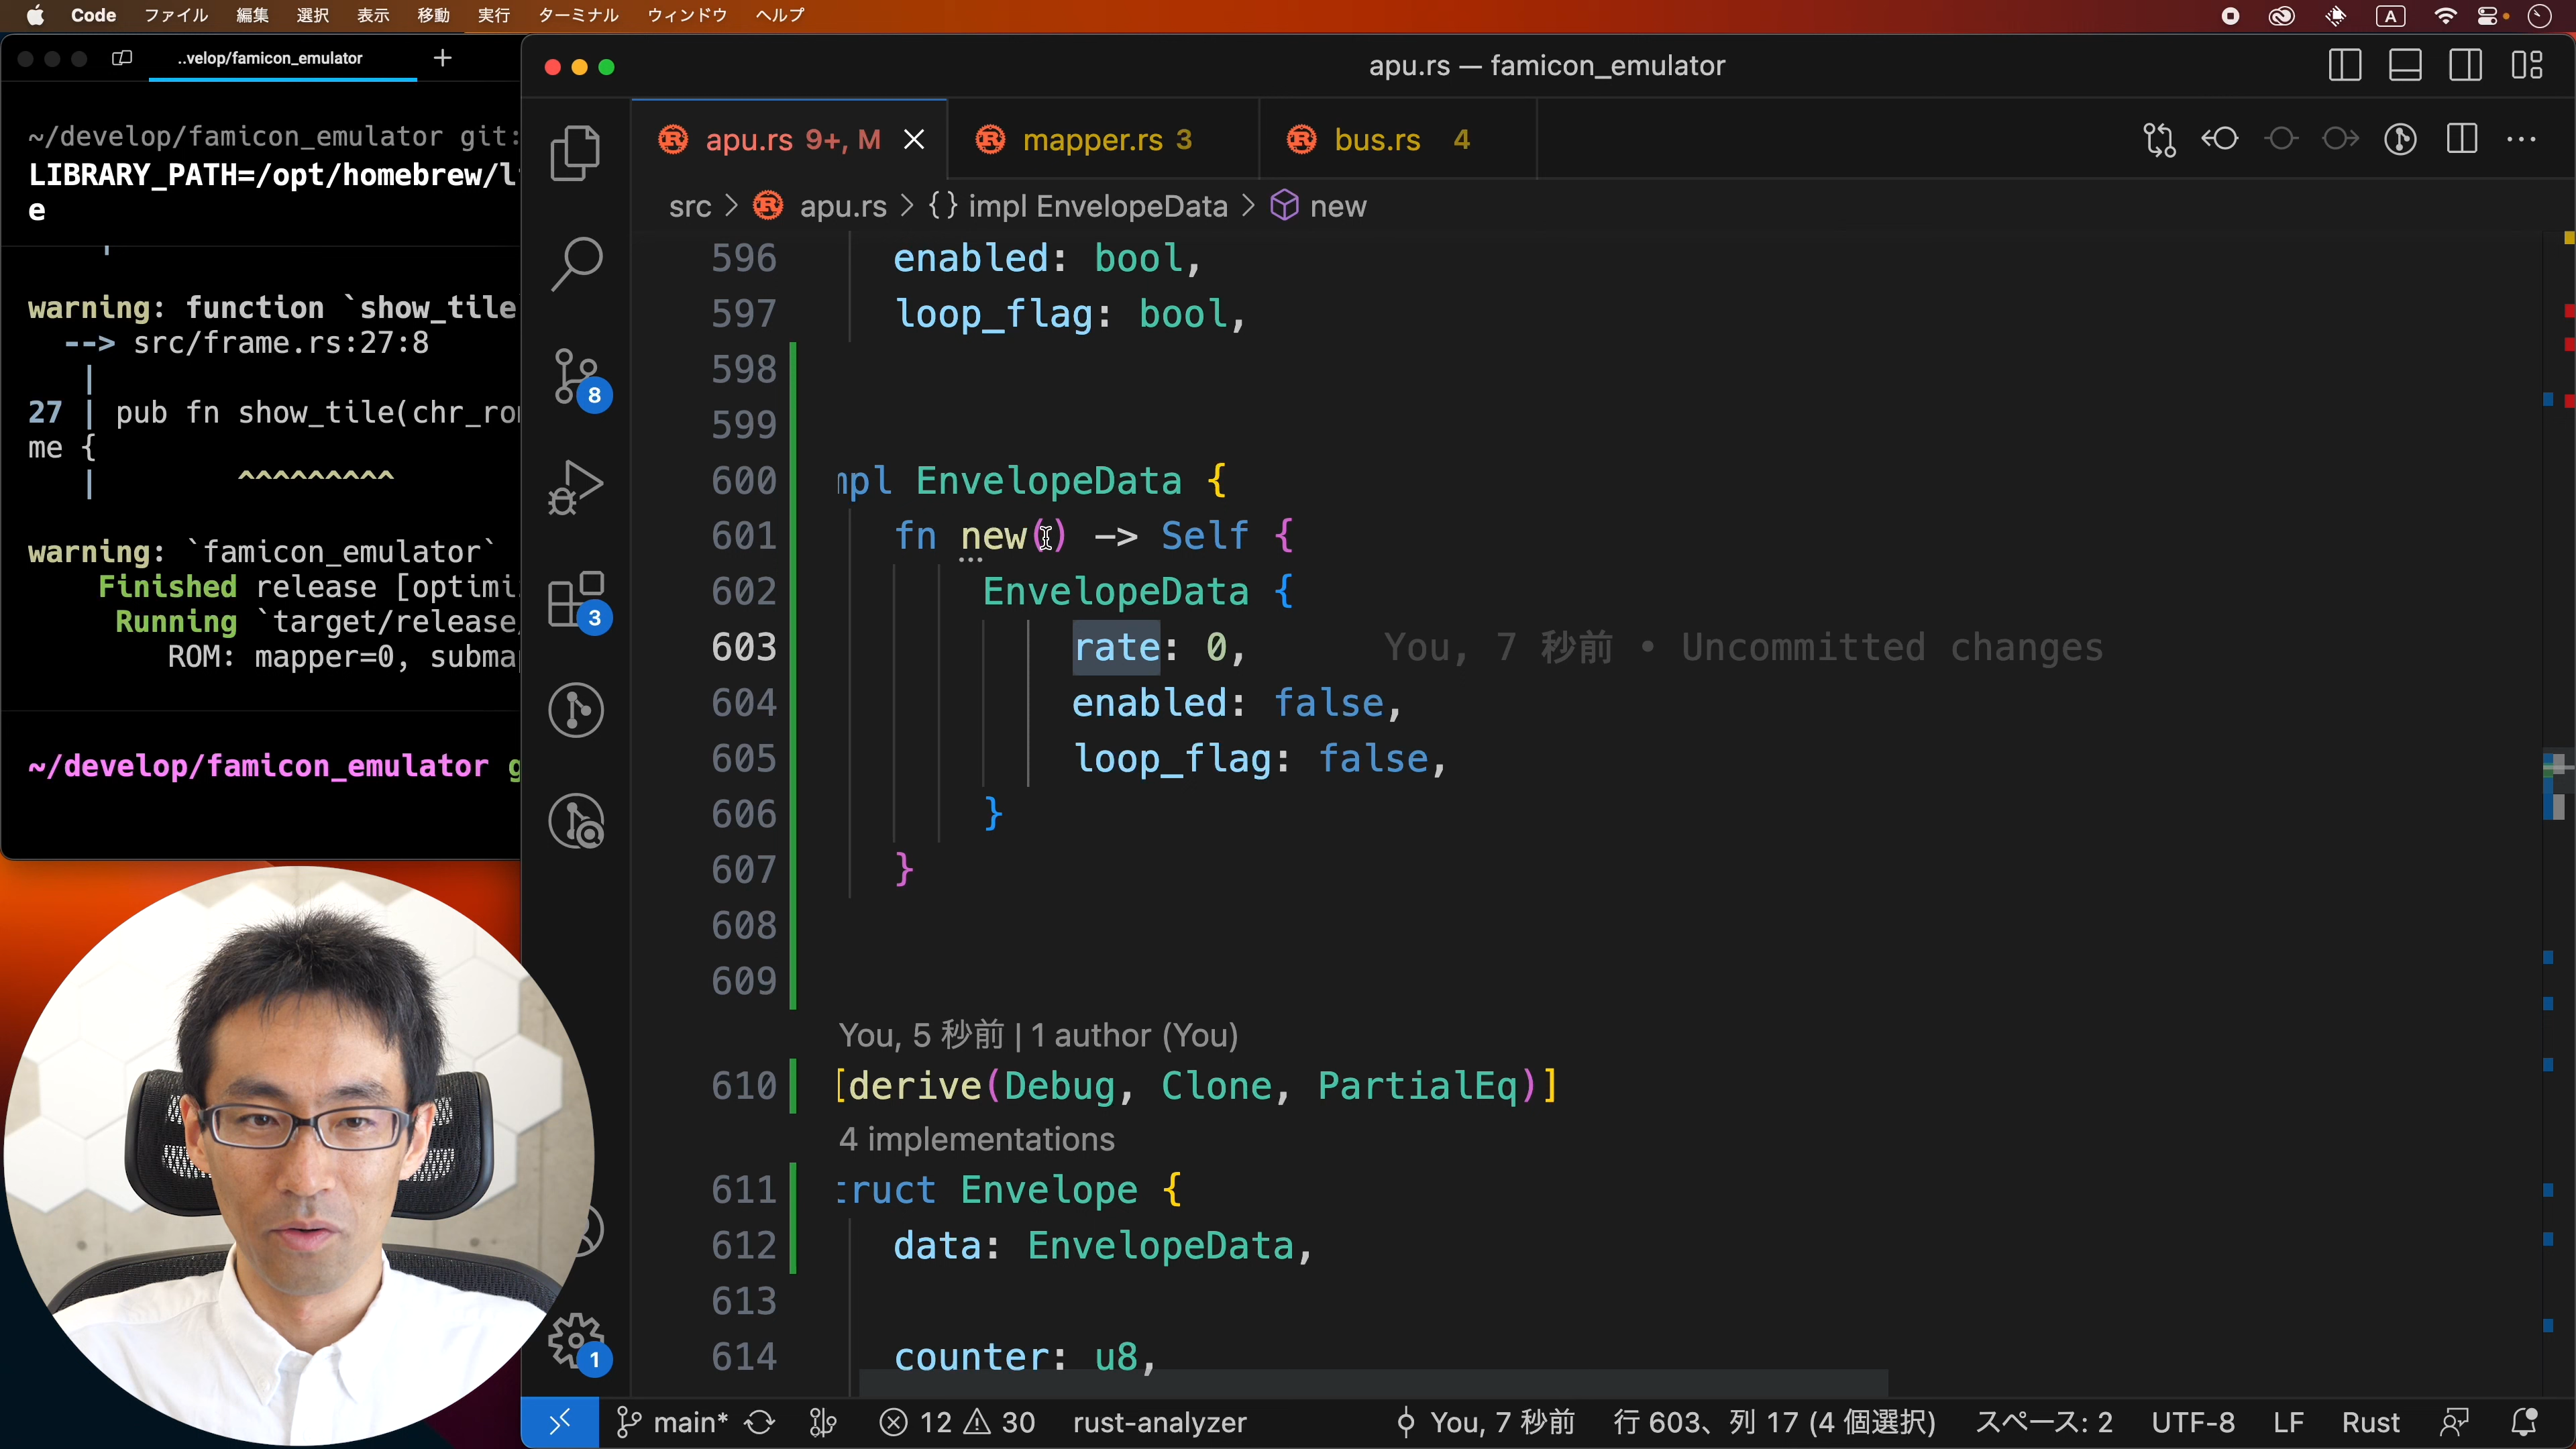 Code ファイル 編集 選択 表示 移動 実行 ターミナル ウィンドウ ヘルプ
A
..velop/famicon_emulator
apu.rs — famicon_emulator
~/develop/famicon_emulator git:
LIBRARY_PATH=/opt/homebrew/l
e
warning: function `show_tile
--> src/frame.rs:27:8
|
27 | pub fn show_tile(chr_ro
me {
| ^^^^^^^^^
warning: `famicon_emulator`
Finished release [optimi
Running `target/release/
ROM: mapper=0, subma
~/develop/famicon_emulator g
apu.rs 9+, M
mapper.rs 3
bus.rs 4
src > apu.rs > {} impl EnvelopeData > new
8
3
1
596 enabled: bool,
597 loop_flag: bool,
598
599
600 mpl EnvelopeData {
601 fn new() -> Self {
602 EnvelopeData {
603 rate: 0, You, 7 秒前 • Uncommitted changes
604 enabled: false,
605 loop_flag: false,
606 }
607 }
608
609
You, 5 秒前 | 1 author (You)
610 [derive(Debug, Clone, PartialEq)]
4 implementations
611 truct Envelope {
612 data: EnvelopeData,
613
614 counter: u8,
main* 12 30 rust-analyzer You, 7 秒前 行 603、列 17 (4 個選択) スペース: 2 UTF-8 LF Rust